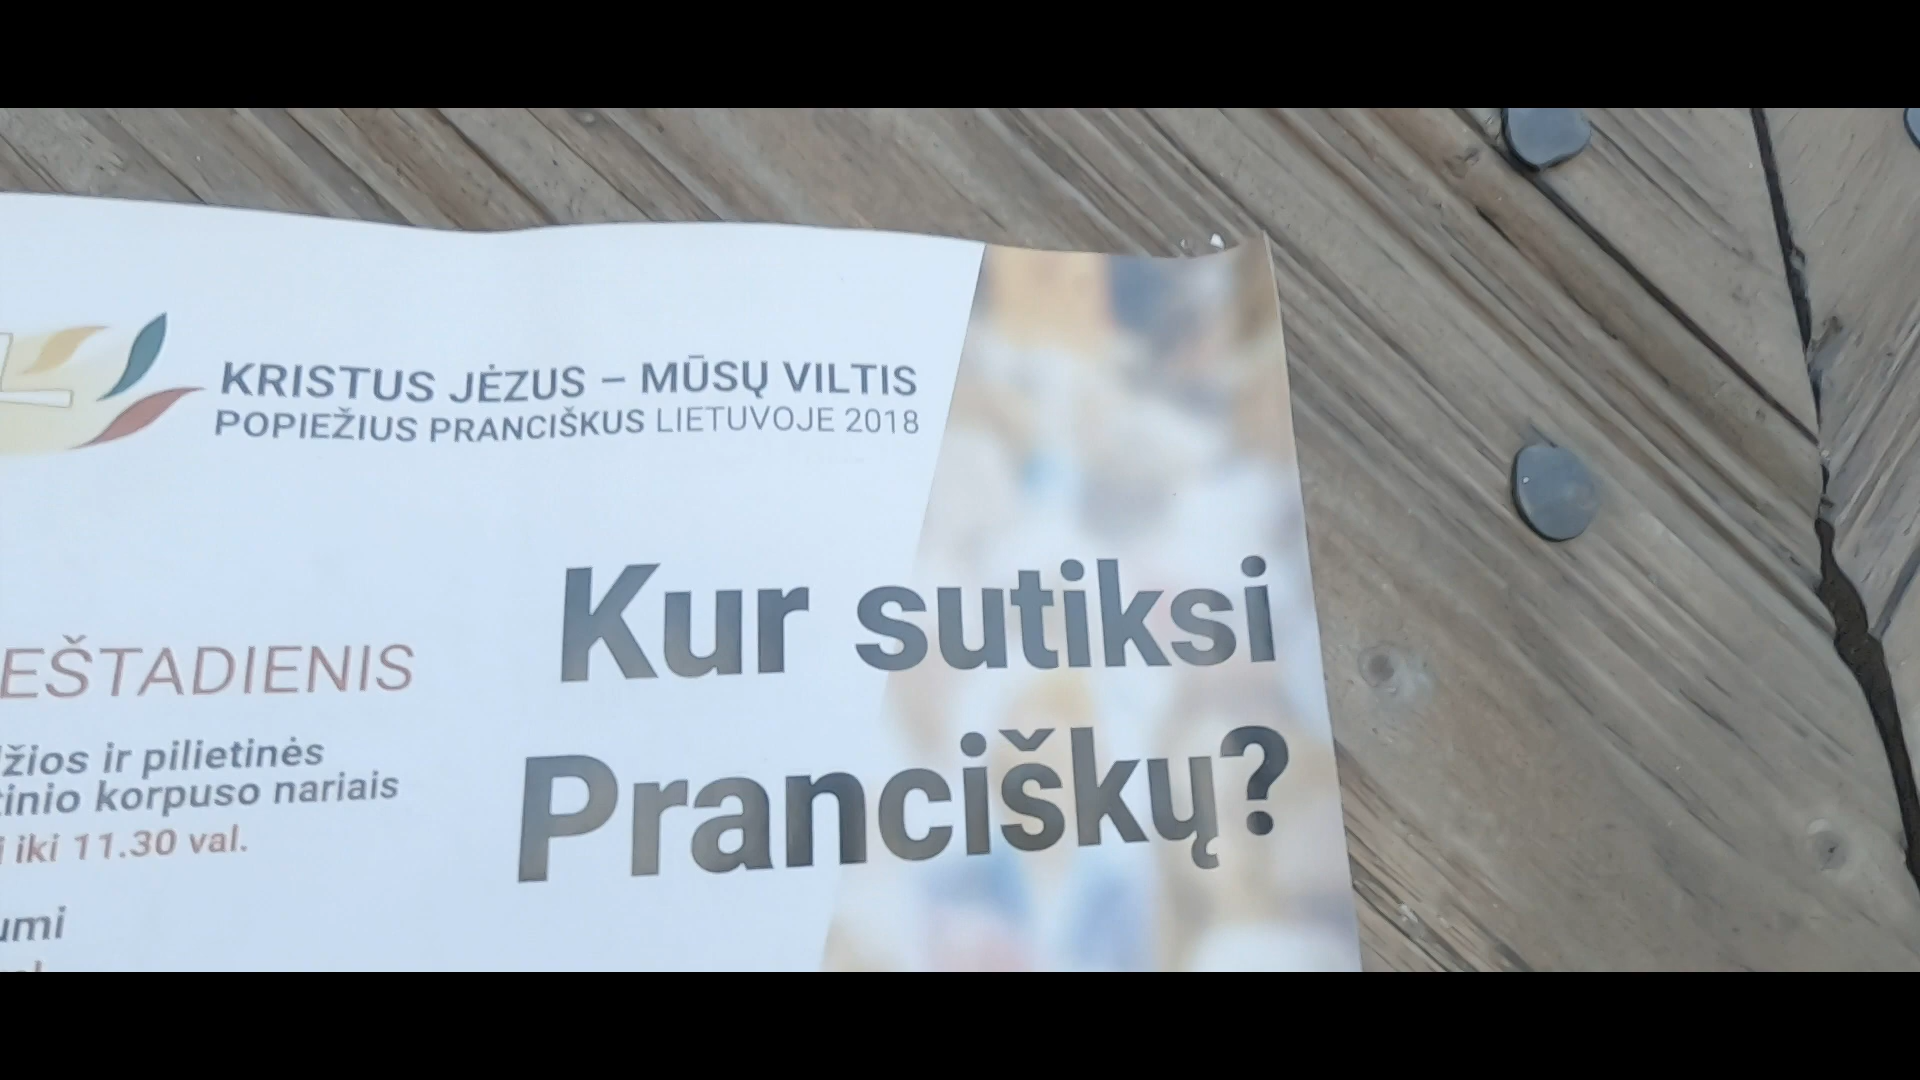 KRISTUS JĖZUS – MŪSŲ VILTIS
POPIEŽIUS PRANCIŠKUS LIETUVOJE 2018
Kur sutiksi
Pranciškų?
EŠTADIENIS
žios ir pilietinės
tinio korpuso nariais
i iki 11.30 val.
umi